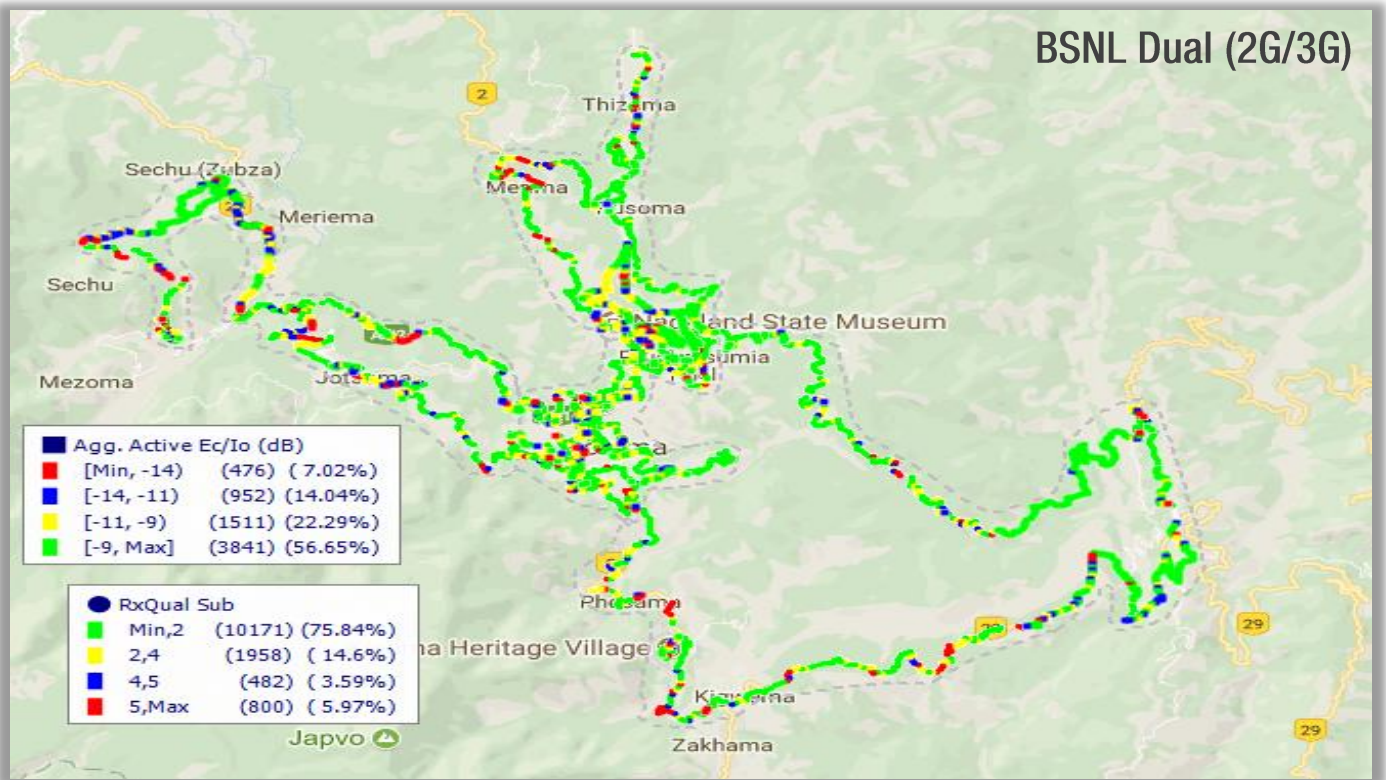 BSNL Dual (2G/3G)
2
Thizama
Sechu (Zubza)
Meriema
Sechu
Nagaland State Museum
Mezoma
Jotsoma
Agg. Active Ec/Io (dB)
[Min, -14) (476) ( 7.02%)
[-14, -11) (952) (14.04%)
[-11, -9) (1511) (22.29%)
[-9, Max] (3841) (56.65%)
RxQual Sub
Min,2 (10171) (75.84%)
2,4 (1958) ( 14.6%)
4,5 (482) ( 3.59%)
5,Max (800) ( 5.97%)
Phesama
29
na Heritage Village
Kigwema
29
Japvo
Zakhama